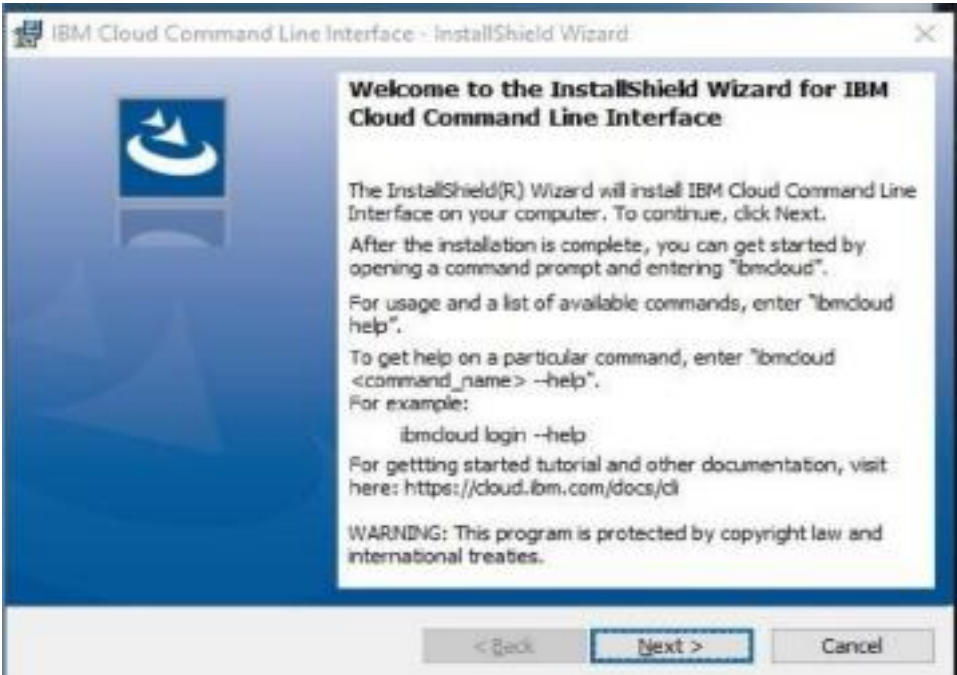 IBM Cloud Command Line Interface - InstallShield Wizard
Welcome to the InstallShield Wizard for IBM
Cloud Command Line Interface
The InstallShield(R) Wizard will install IBM Cloud Command Line
Interface on your computer. To continue, click Next.
After the installation is complete, you can get started by
opening a command prompt and entering "ibmcloud".
For usage and a list of available commands, enter "ibmcloud
help".
To get help on a particular command, enter "ibmcloud
<command_name> --help".
For example:
ibmcloud login --help
For gettting started tutorial and other documentation, visit
here: https://cloud.ibm.com/docs/cli
WARNING: This program is protected by copyright law and
international treaties.
< Back Next > Cancel